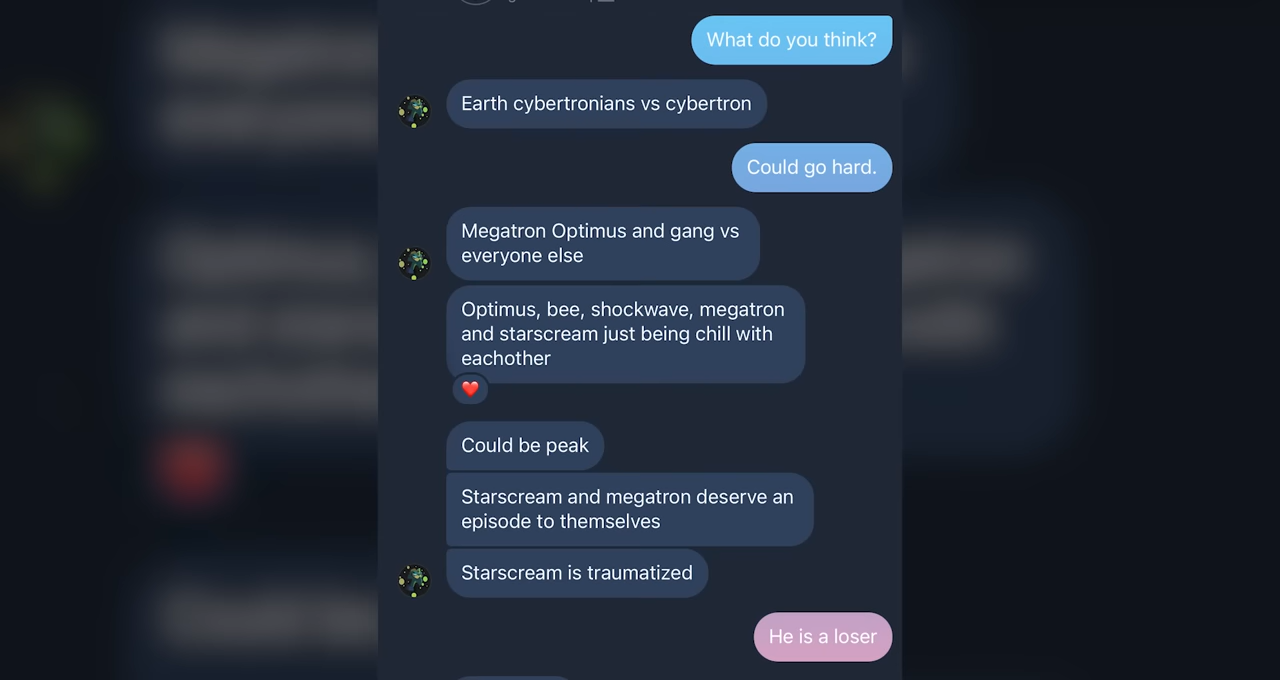 What do you think?
Earth cybertronians vs cybertron
Could go hard.
Megatron Optimus and gang vs
everyone else
Optimus, bee, shockwave, megatron
and starscream just being chill with
eachother
Could be peak
Starscream and megatron deserve an
episode to themselves
Starscream is traumatized
He is a loser